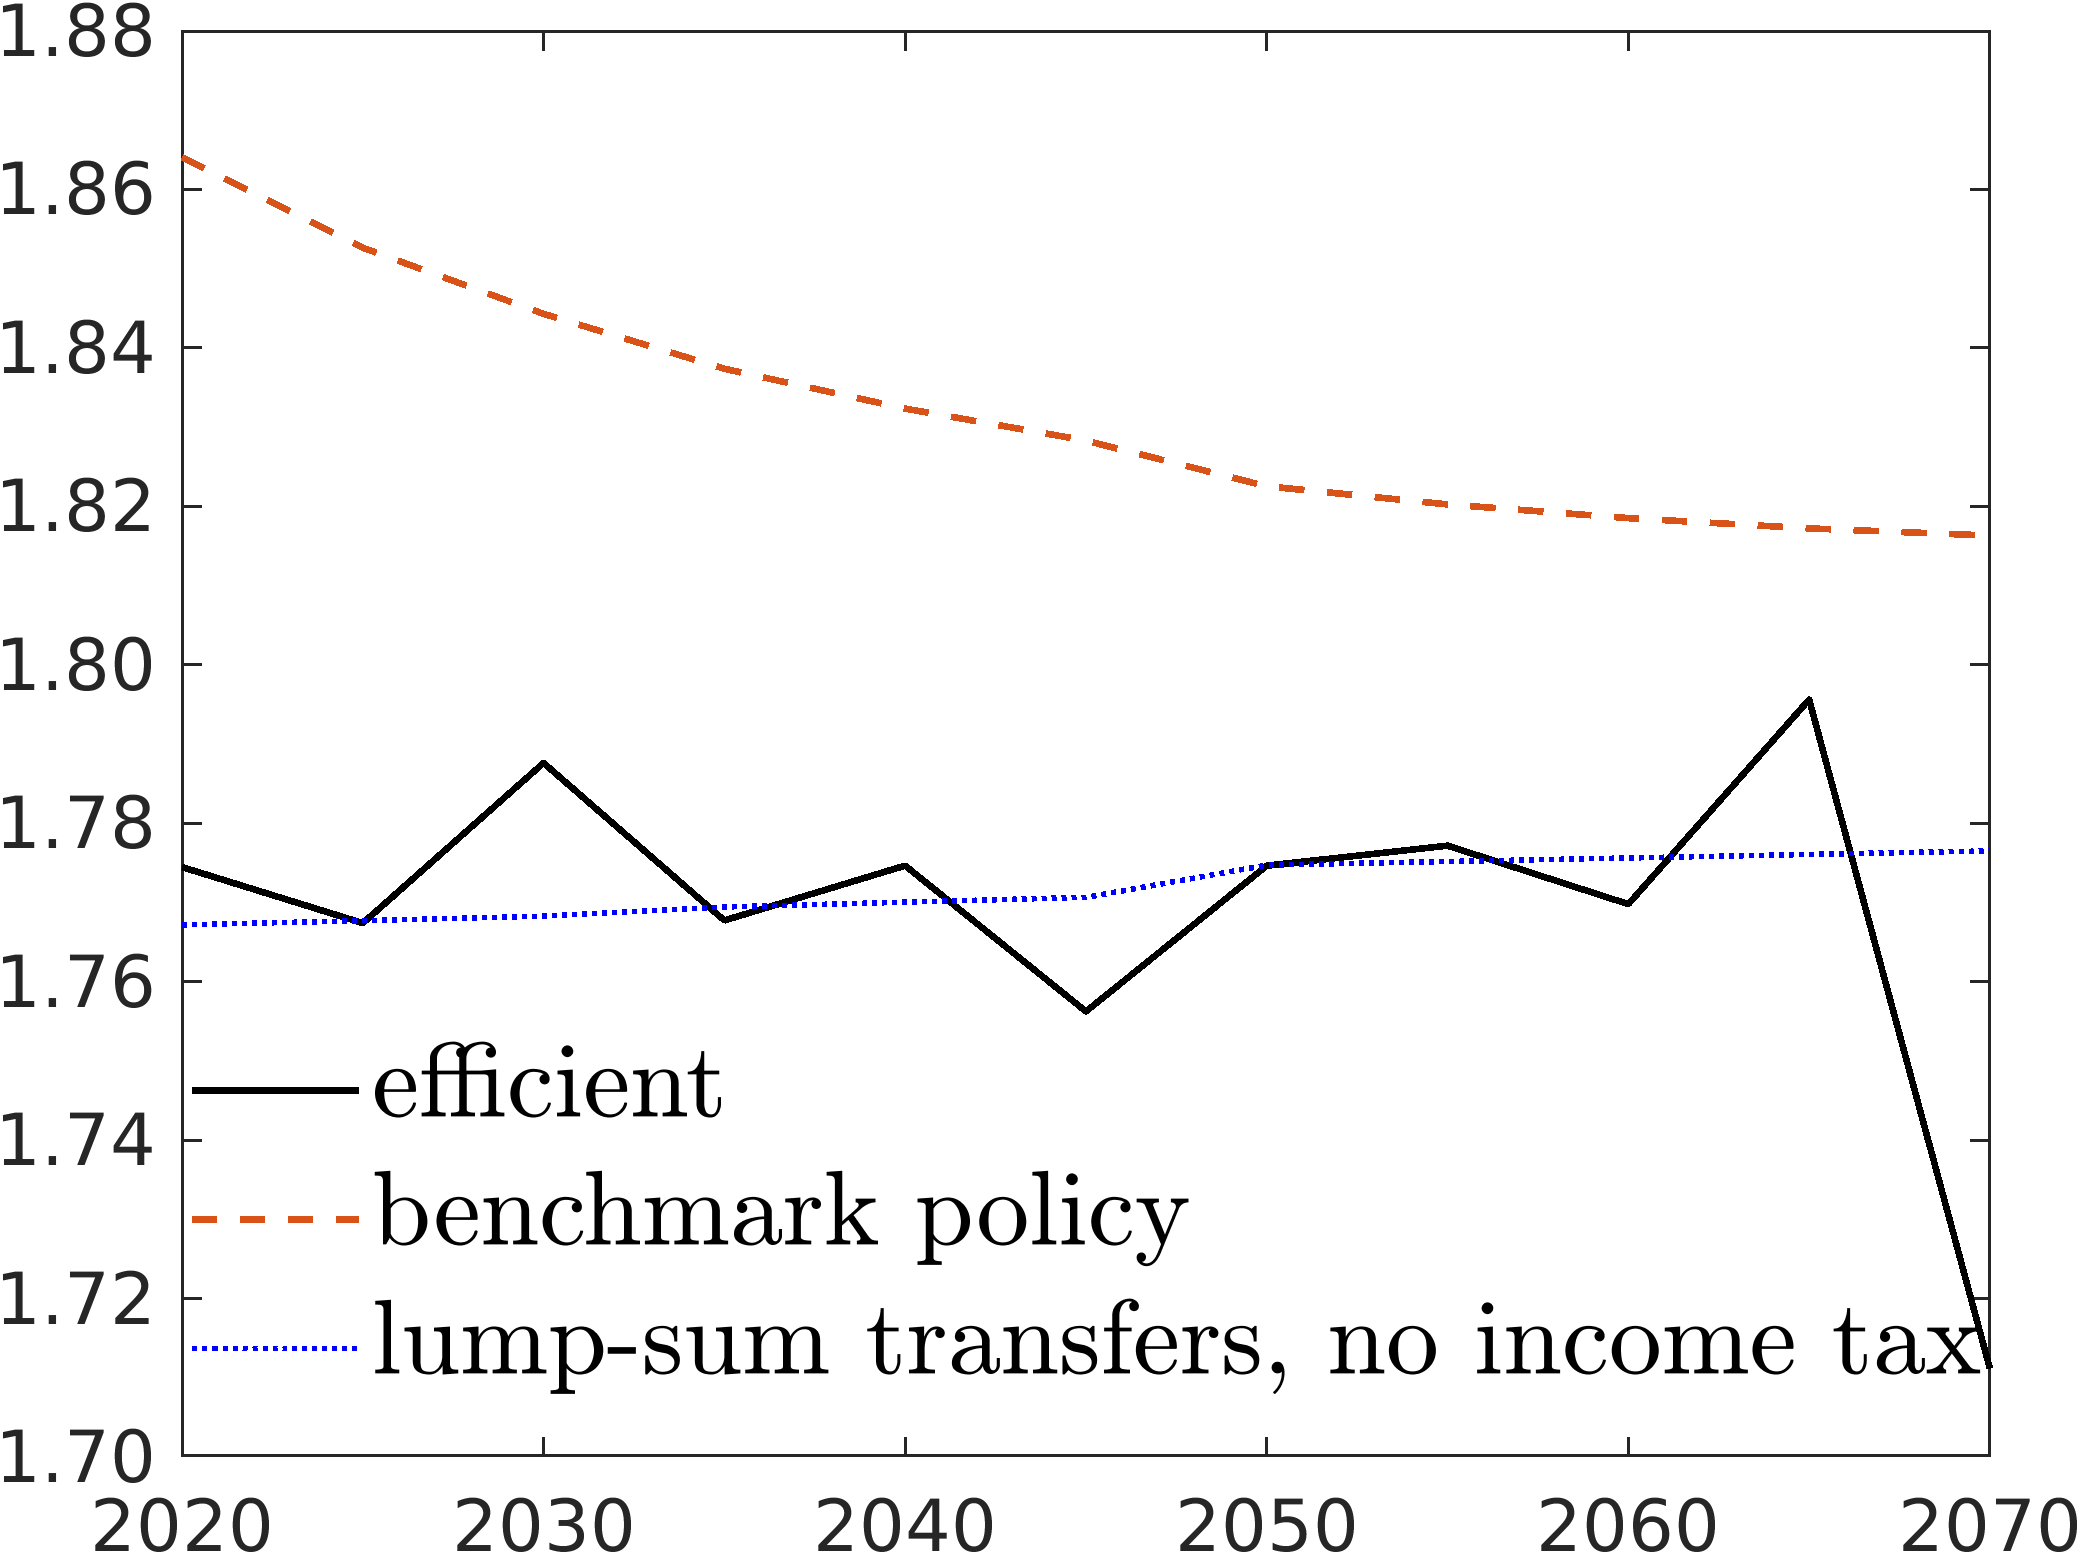 1.88
1.86
1.84
1.82
1.80
1.78
1.76
1.74
1.72
1.70
efficient
benchmark policy
lump-sum transfers, no income tax
2020 2030 2040 2050 2060 2070